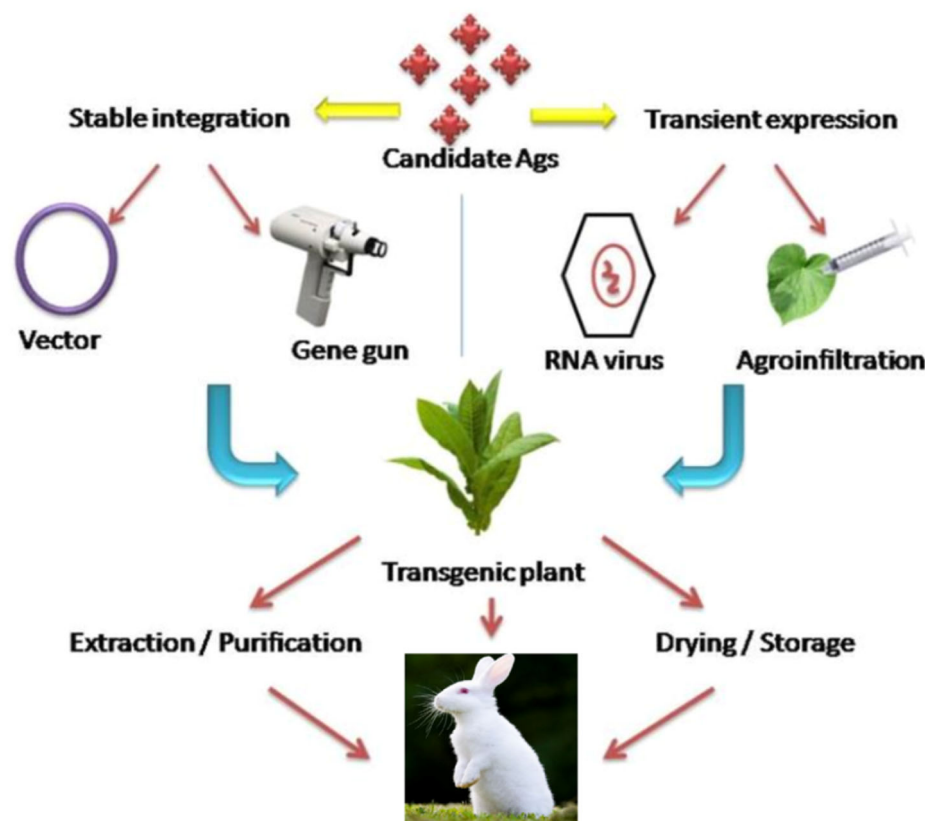 Stable integration
Candidate Ags
Transient expression
Vector
Gene gun
RNA virus
Agroinfiltration
Transgenic plant
Extraction / Purification
Drying / Storage